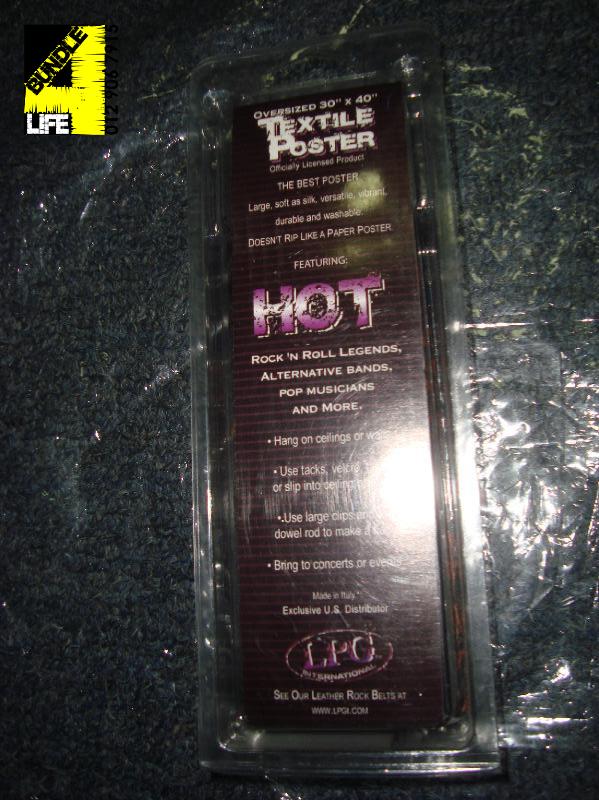 BUNDLE
4
LIFE
OVERSIZED 30" X 40"
TEXTILE
POSTER
Officially Licensed Product
THE BEST POSTER
Large, soft as silk, versatile, vibrant,
durable and washable.
DOESN'T RIP LIKE A PAPER POSTER
FEATURING:
HOT
ROCK 'N ROLL LEGENDS,
ALTERNATIVE BANDS,
POP MUSICIANS
AND MORE.
• Hang on ceilings or
• Use tacks, velcro
or slip into ceiling
• Use large clips
dowel rod to make a
• Bring to concerts or events
Made in Italy
Exclusive U.S. Distributor
LPGI
INTERNATIONAL
SEE OUR LEATHER ROCK BELTS AT
WWW.LPGI.COM